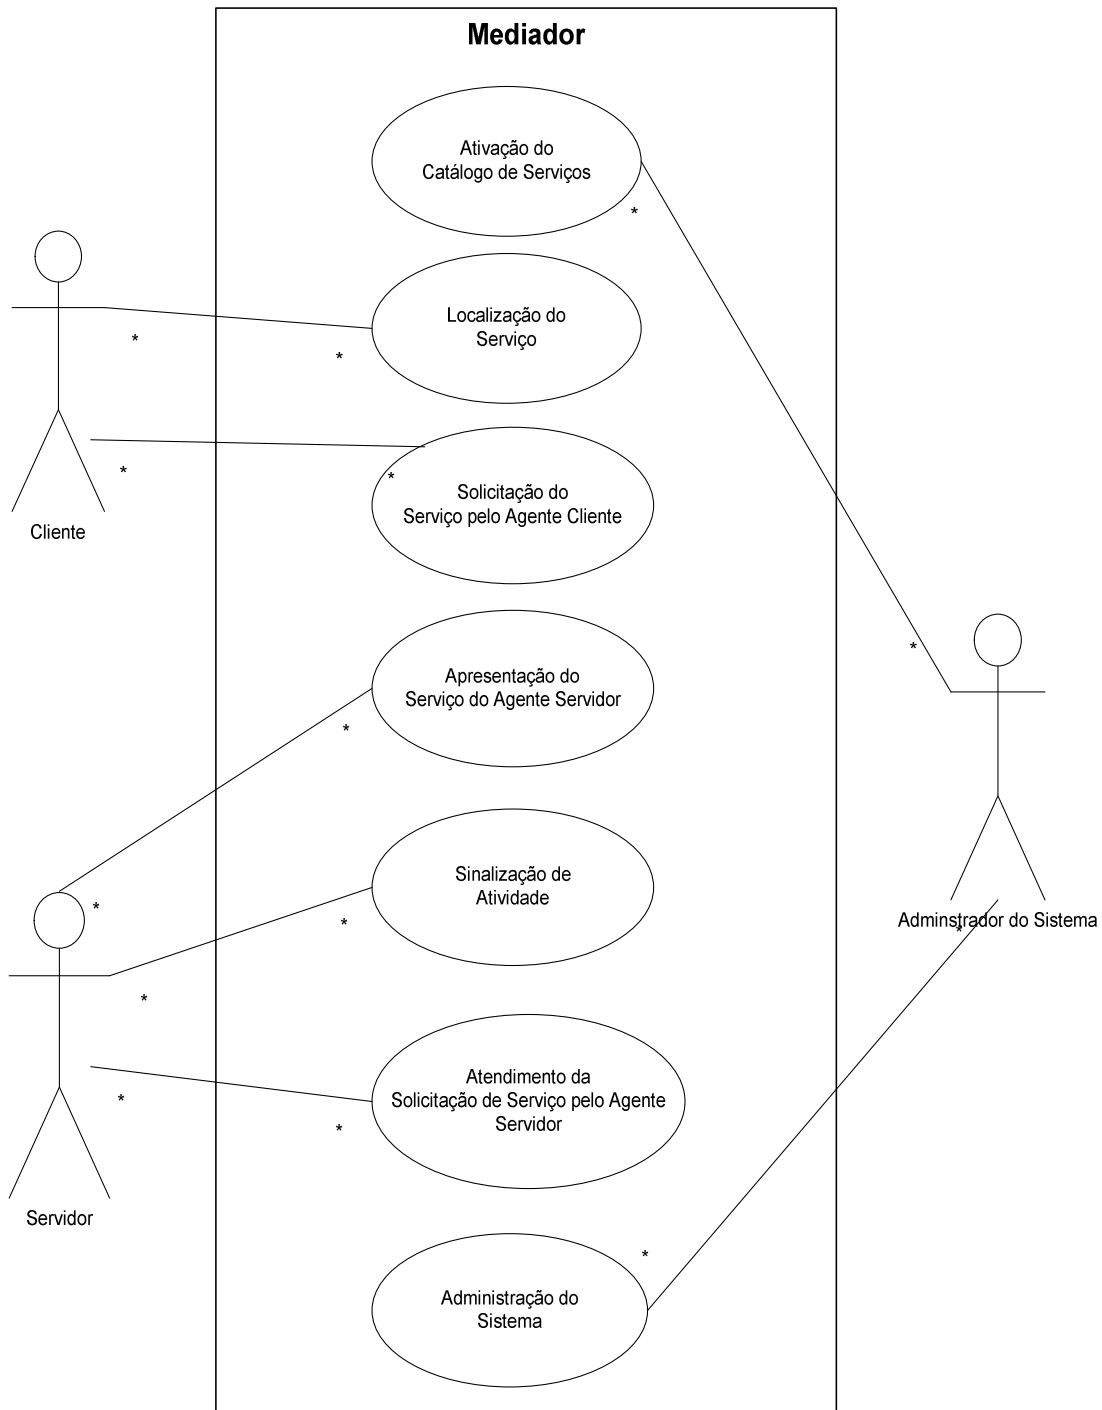 Mediador
Ativação do
Catálogo de Serviços
*
Localização do
Serviço
*
*
*
*
Solicitação do
Serviço pelo Agente Cliente
Cliente
*
Apresentação do
Serviço do Agente Servidor
*
*
Sinalização de
Atividade
*
*
Adminstrador do Sistema
*
Atendimento da
Solicitação de Serviço pelo Agente
Servidor
*
*
Servidor
*
Administração do
Sistema